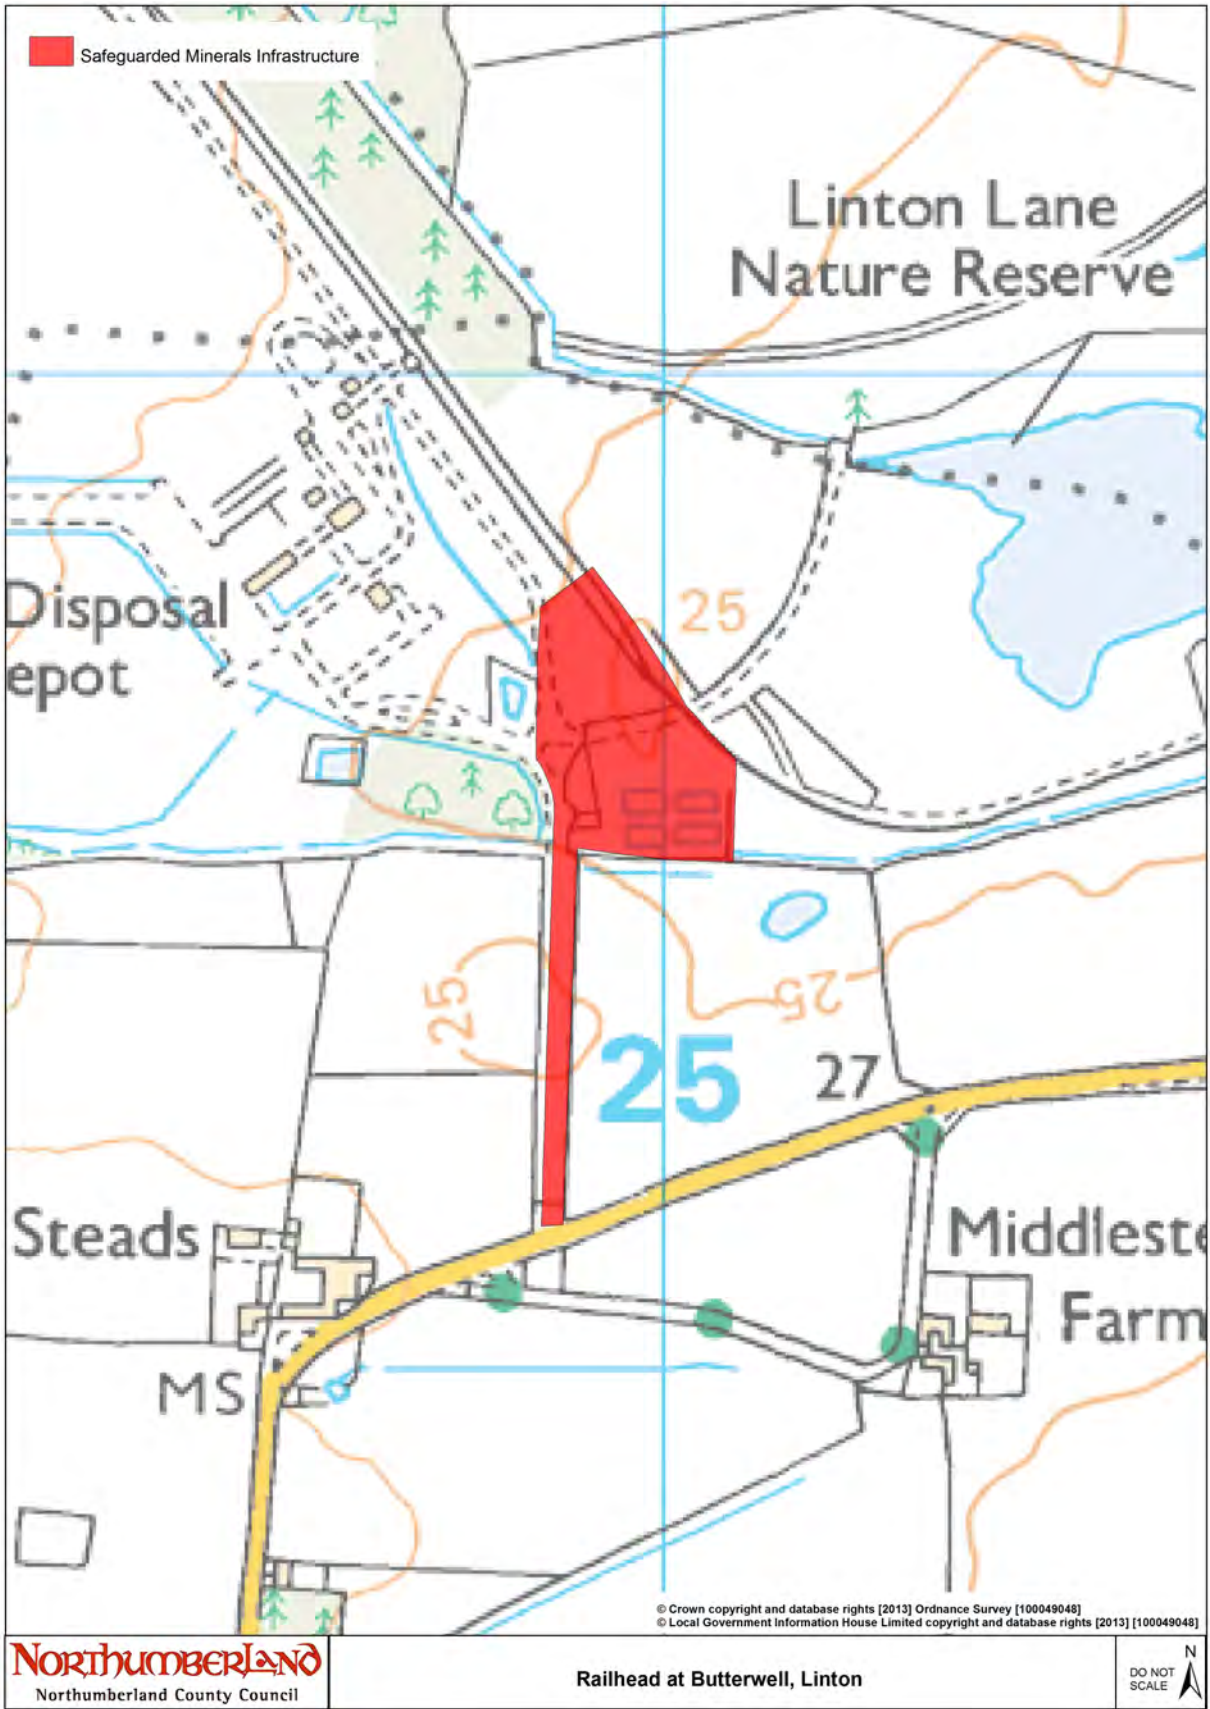 Safeguarded Minerals Infrastructure
Linton Lane
Nature Reserve
Disposal
epot
25
25
25
25
27
Steads
Middleste
Farm
MS
© Crown copyright and database rights [2013] Ordnance Survey [100049048]
© Local Government Information House Limited copyright and database rights [2013] [100049048]
NORTHUMBERLAND
Northumberland County Council
Railhead at Butterwell, Linton
DO NOT
SCALE
N